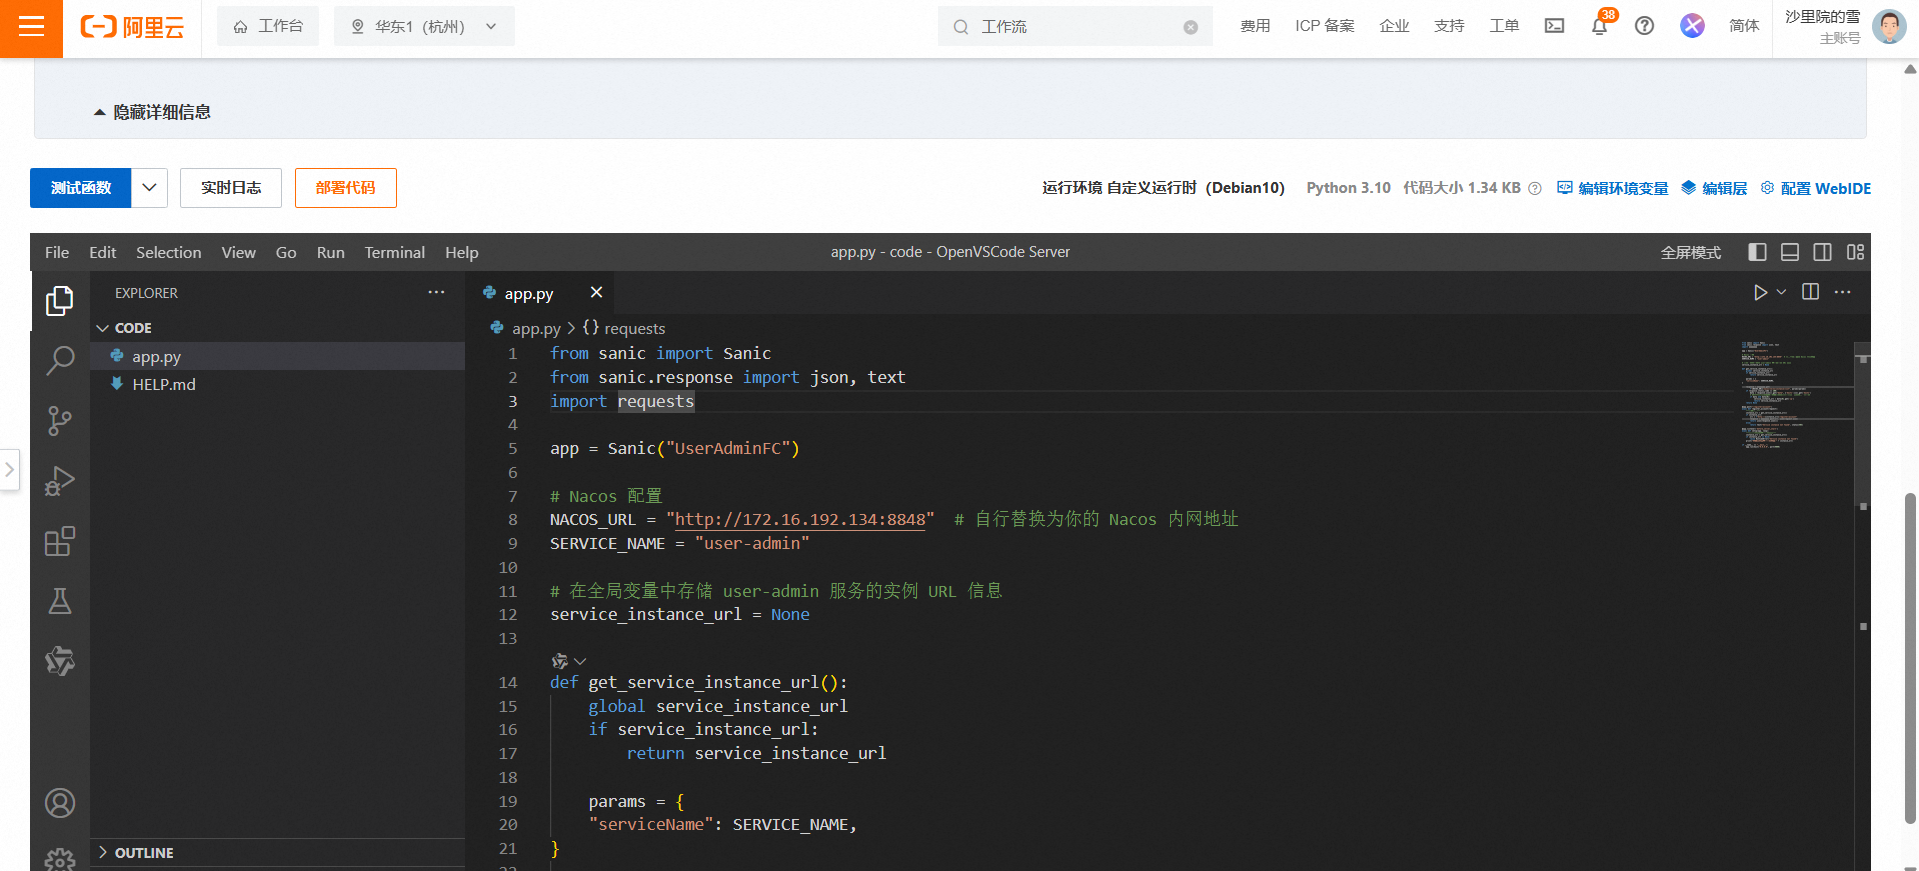 阿里云
工作台
华东1（杭州）
工作流
费用
ICP 备案
企业
支持
工单
38
简体
沙里院的雪
主账号
隐藏详细信息
测试函数
实时日志
部署代码
运行环境 自定义运行时（Debian10）
Python 3.10
代码大小 1.34 KB
编辑环境变量
编辑层
配置 WebIDE
File Edit Selection View Go Run Terminal Help
app.py - code - OpenVSCode Server
全屏模式
EXPLORER
CODE
app.py
HELP.md
OUTLINE
app.py
app.py > {} requests
1 from sanic import Sanic
2 from sanic.response import json, text
3 import requests
4
5 app = Sanic("UserAdminFC")
6
7 # Nacos 配置
8 NACOS_URL = "http://172.16.192.134:8848"  # 自行替换为你的 Nacos 内网地址
9 SERVICE_NAME = "user-admin"
10
11 # 在全局变量中存储 user-admin 服务的实例 URL 信息
12 service_instance_url = None
13
14 def get_service_instance_url():
15     global service_instance_url
16     if service_instance_url:
17         return service_instance_url
18
19     params = {
20     "serviceName": SERVICE_NAME,
21 }